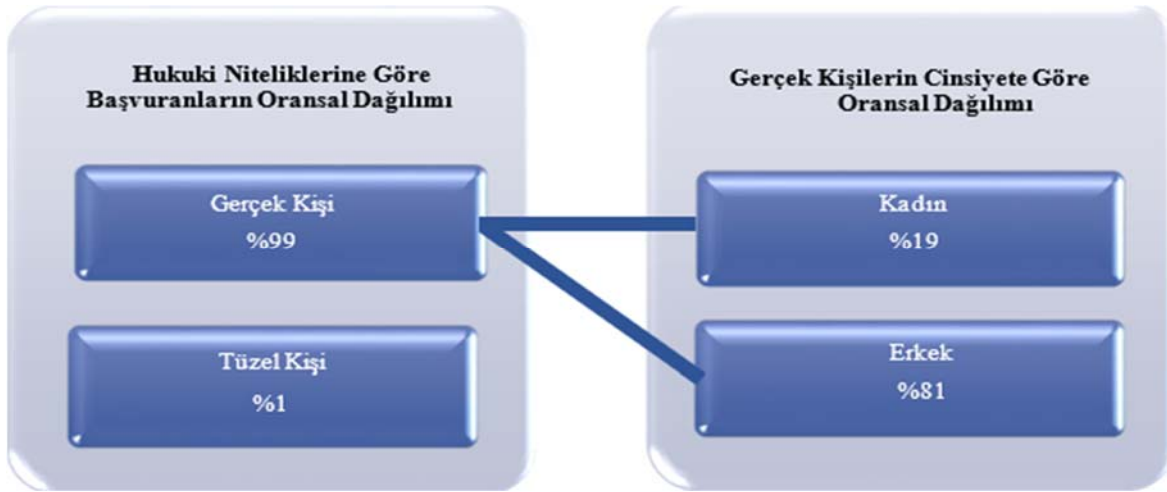 Hukuki Niteliklerine Göre
Başvuranların Oransal Dağılımı
Gerçek Kişi
%99
Tüzel Kişi
%1
Gerçek Kişilerin Cinsiyete Göre
Oransal Dağılımı
Kadın
%19
Erkek
%81